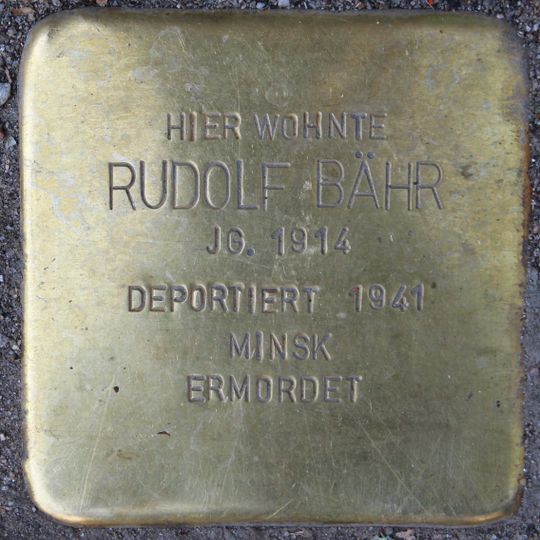 HIER WOHNTE
RUDOLF BÄHR
JG. 1914
DEPORTIERT 1941
MINSK
ERMORDET